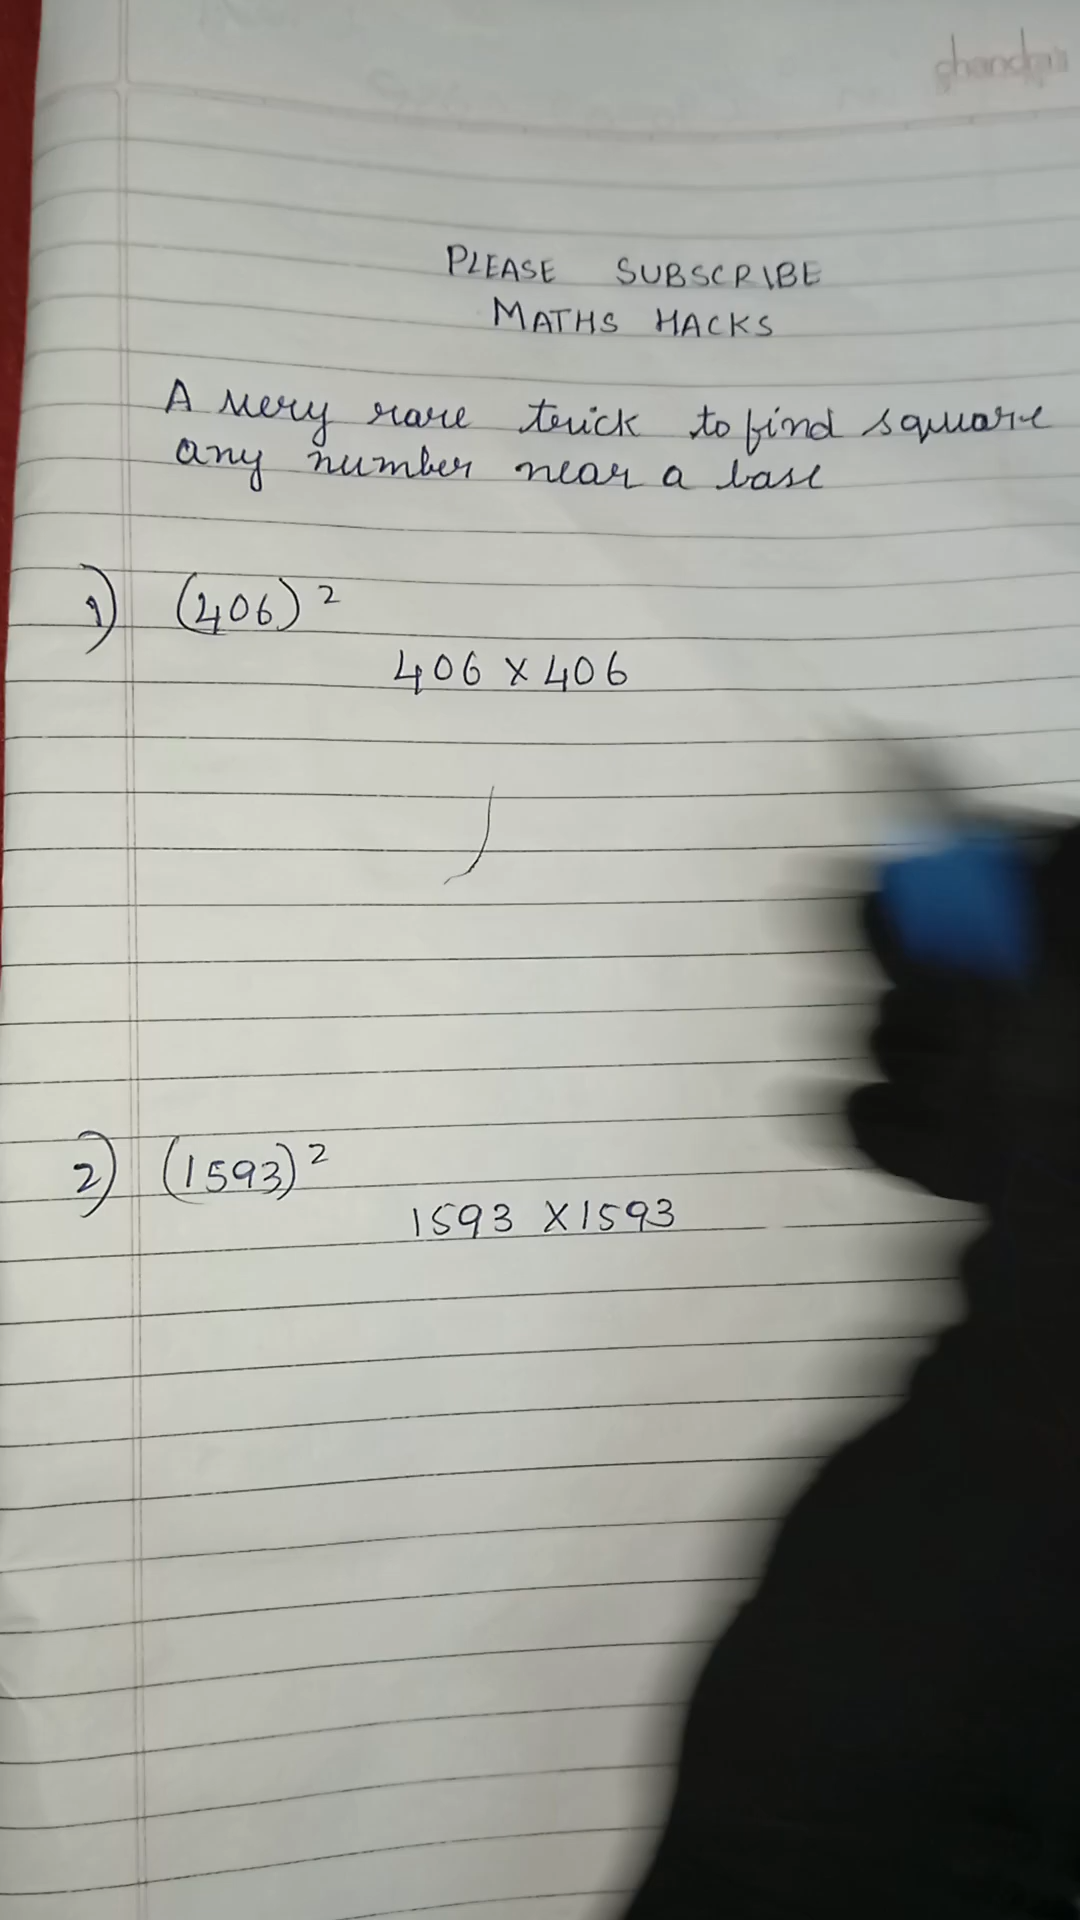 PLEASE SUBSCRIBE
MATHS HACKS
A very rare trick to find square
any number near a base
1) (406)²
406 x 406
2) (1593)²
1593 X1593